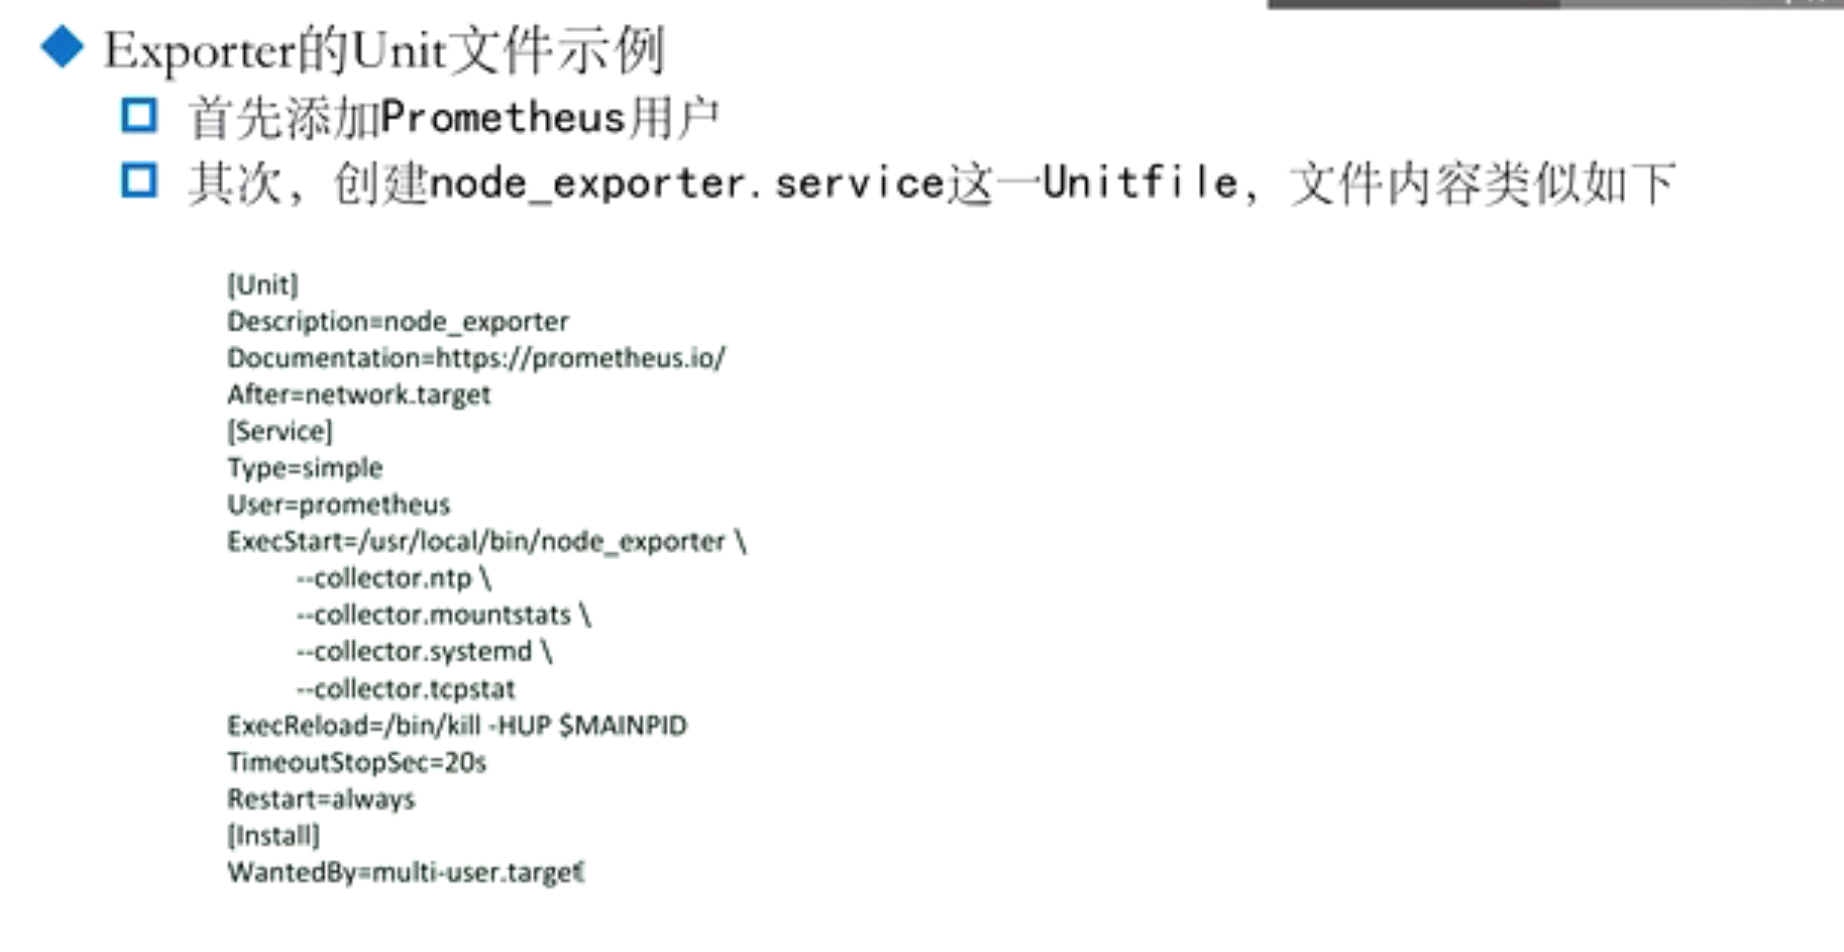 Exporter的Unit文件示例
首先添加Prometheus用户
其次，创建node_exporter.service这一Unitfile，文件内容类似如下
[Unit]
Description=node_exporter
Documentation=https://prometheus.io/
After=network.target
[Service]
Type=simple
User=prometheus
ExecStart=/usr/local/bin/node_exporter \
--collector.ntp \
--collector.mountstats \
--collector.systemd \
--collector.tcpstat
ExecReload=/bin/kill -HUP $MAINPID
TimeoutStopSec=20s
Restart=always
[Install]
WantedBy=multi-user.target